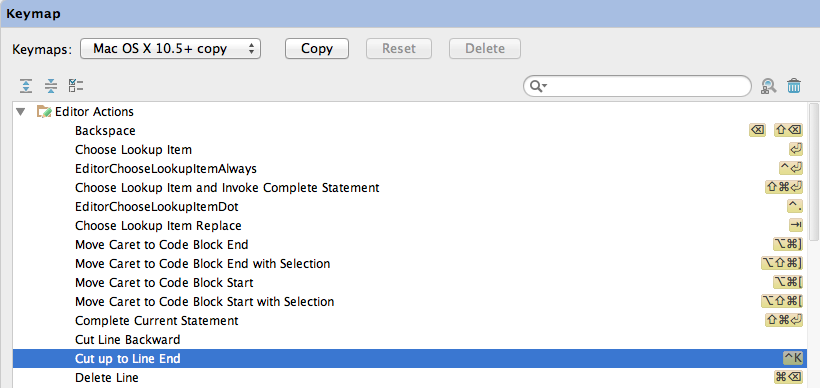 Keymap
Keymaps: Mac OS X 10.5+ copy Copy Reset Delete
Editor Actions
Backspace ⌫ ⇧⌫
Choose Lookup Item ⏎
EditorChooseLookupItemAlways ^⏎
Choose Lookup Item and Invoke Complete Statement ⇧⌘⏎
EditorChooseLookupItemDot ^.
Choose Lookup Item Replace ⇥
Move Caret to Code Block End ⌥⌘]
Move Caret to Code Block End with Selection ⌥⇧⌘]
Move Caret to Code Block Start ⌥⌘[
Move Caret to Code Block Start with Selection ⌥⇧⌘[
Complete Current Statement ⇧⌘⏎
Cut Line Backward
Cut up to Line End ^K
Delete Line ⌘⌫